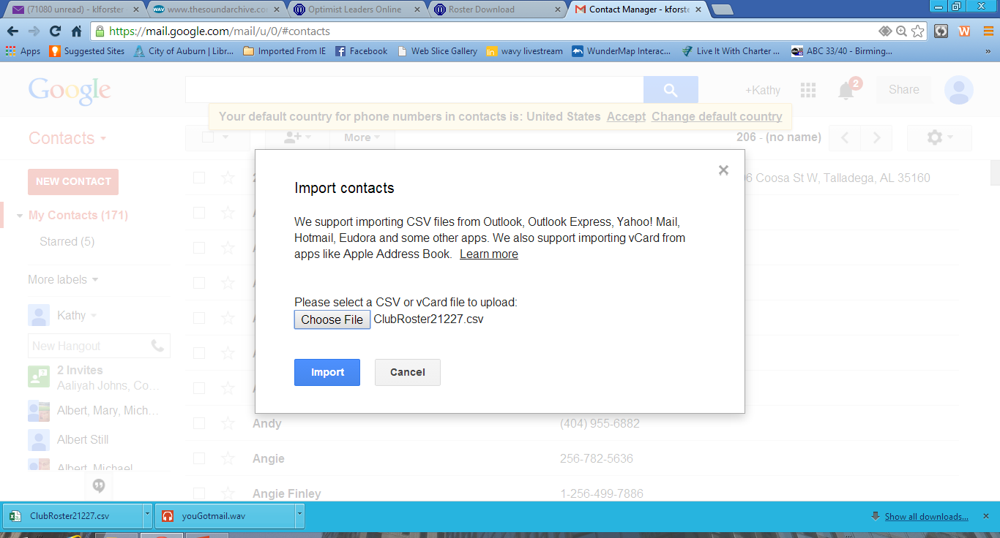 (71080 unread) - klforster
www.thesoundarchive.co
Optimist Leaders Online
Roster Download
Contact Manager - kforste
https://mail.google.com/mail/u/0/#contacts
Apps
Suggested Sites
City of Auburn | Libr...
Imported From IE
Facebook
Web Slice Gallery
wavy livestream
WunderMap Interac...
Live It With Charter ...
ABC 33/40 - Birming...
»
Google
+Kathy
2
Share
Your default country for phone numbers in contacts is: United States Accept Change default country
Contacts
More
206 - (no name)
NEW CONTACT
6 Coosa St W, Talladega, AL 35160
My Contacts (171)
Starred (5)
More labels
Kathy
New Hangout
2 Invites
Aaliyah Johns, Co...
Albert, Mary, Mich...
Albert Still
Albert, Michael
Import contacts
We support importing CSV files from Outlook, Outlook Express, Yahoo! Mail,
Hotmail, Eudora and some other apps. We also support importing vCard from
apps like Apple Address Book. Learn more
Please select a CSV or vCard file to upload:
Choose File ClubRoster21227.csv
Import Cancel
Andy (404) 955-6882
Angie 256-782-5636
Angie Finley 1-256-499-7886
ClubRoster21227.csv
youGotmail.wav
Show all downloads...